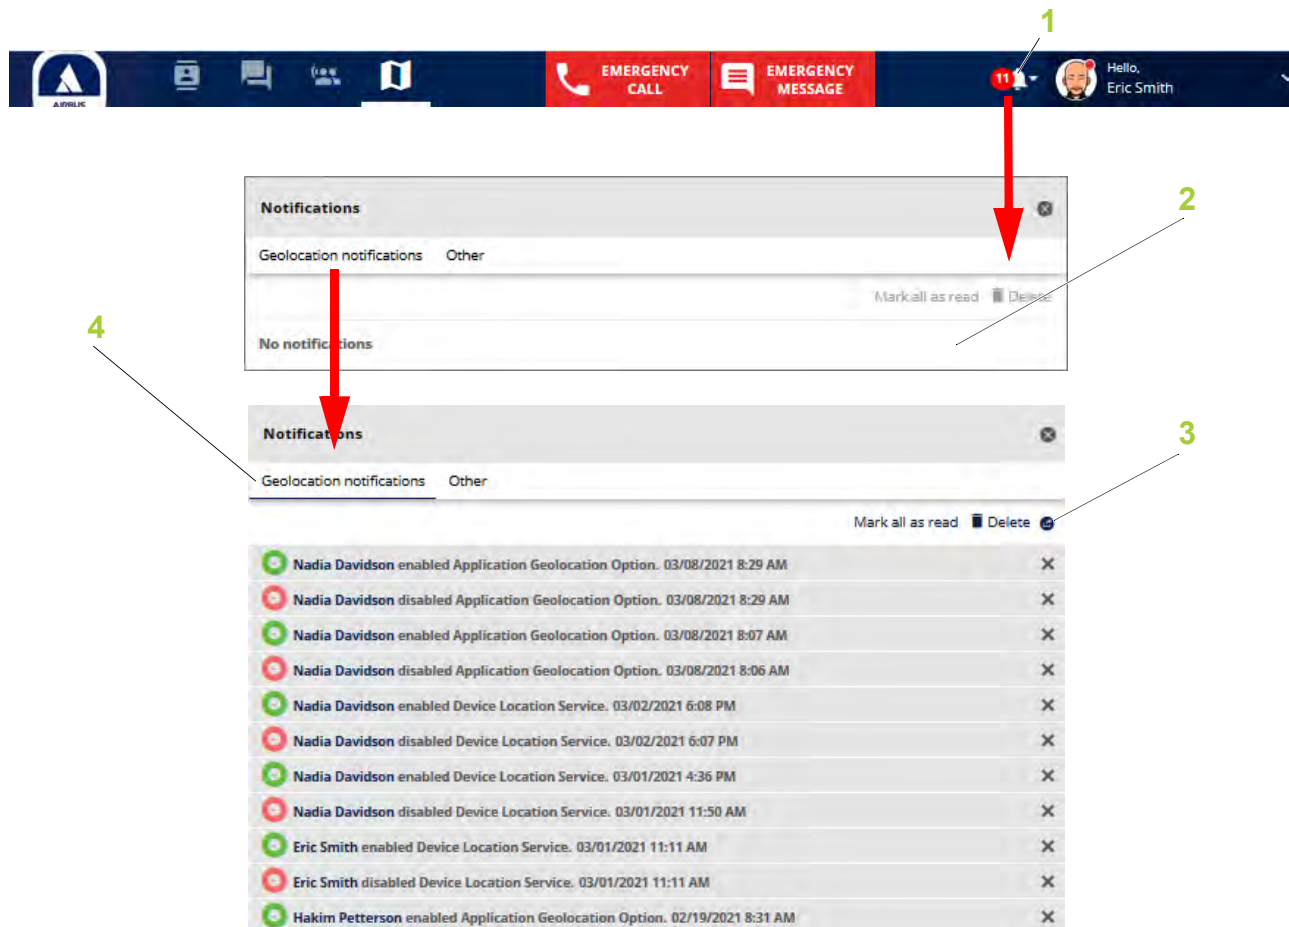 1
AIRBUS
EMERGENCY
CALL
EMERGENCY
MESSAGE
11
Hello,
Eric Smith
Notifications
2
Geolocation notifications Other
Mark all as read Delete
4
No notifications
Notifications
3
Geolocation notifications Other
Mark all as read Delete
Nadia Davidson enabled Application Geolocation Option. 03/08/2021 8:29 AM
Nadia Davidson disabled Application Geolocation Option. 03/08/2021 8:29 AM
Nadia Davidson enabled Application Geolocation Option. 03/08/2021 8:07 AM
Nadia Davidson disabled Application Geolocation Option. 03/08/2021 8:06 AM
Nadia Davidson enabled Device Location Service. 03/02/2021 6:08 PM
Nadia Davidson disabled Device Location Service. 03/02/2021 6:07 PM
Nadia Davidson enabled Device Location Service. 03/01/2021 4:36 PM
Nadia Davidson disabled Device Location Service. 03/01/2021 11:50 AM
Eric Smith enabled Device Location Service. 03/01/2021 11:11 AM
Eric Smith disabled Device Location Service. 03/01/2021 11:11 AM
Hakim Petterson enabled Application Geolocation Option. 02/19/2021 8:31 AM